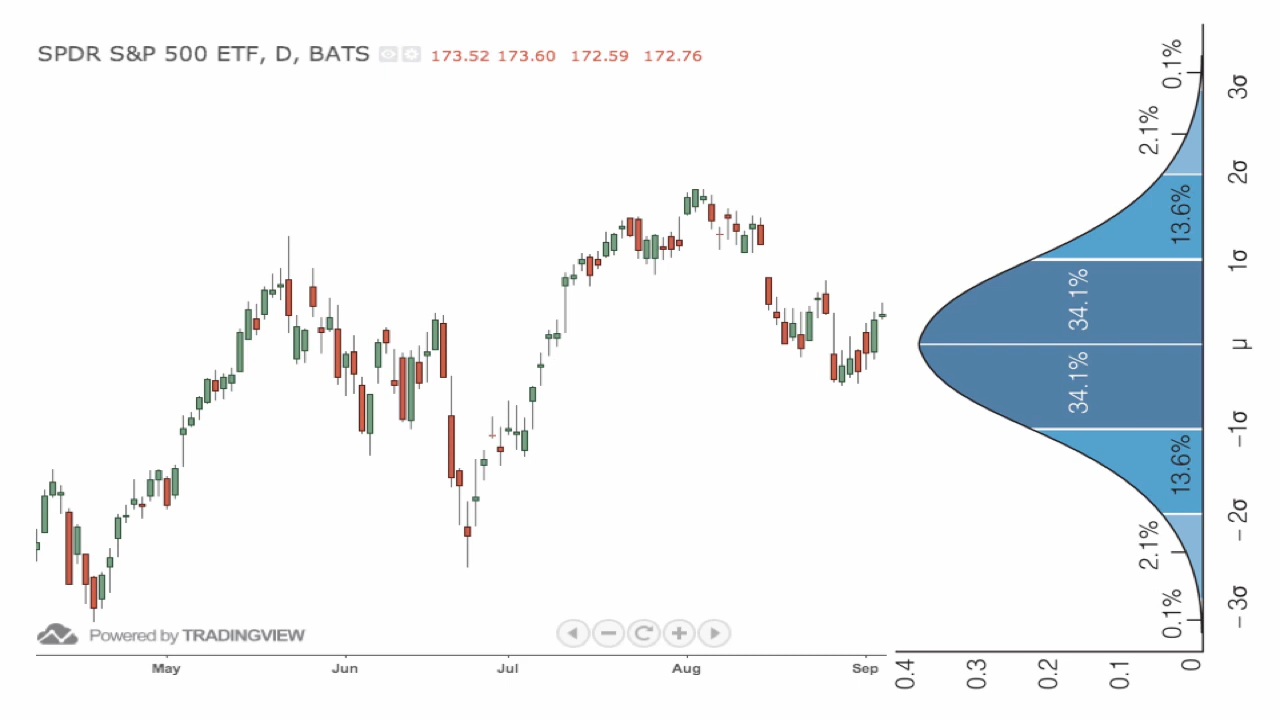 SPDR S&P 500 ETF, D, BATS 173.52 173.60 172.59 172.76
Powered by TRADINGVIEW
May Jun Jul Aug Sep
0.1%
2.1%
13.6%
34.1%
34.1%
13.6%
2.1%
0.1%
3σ
2σ
1σ
μ
−1σ
−2σ
−3σ
0.4 0.3 0.2 0.1 0